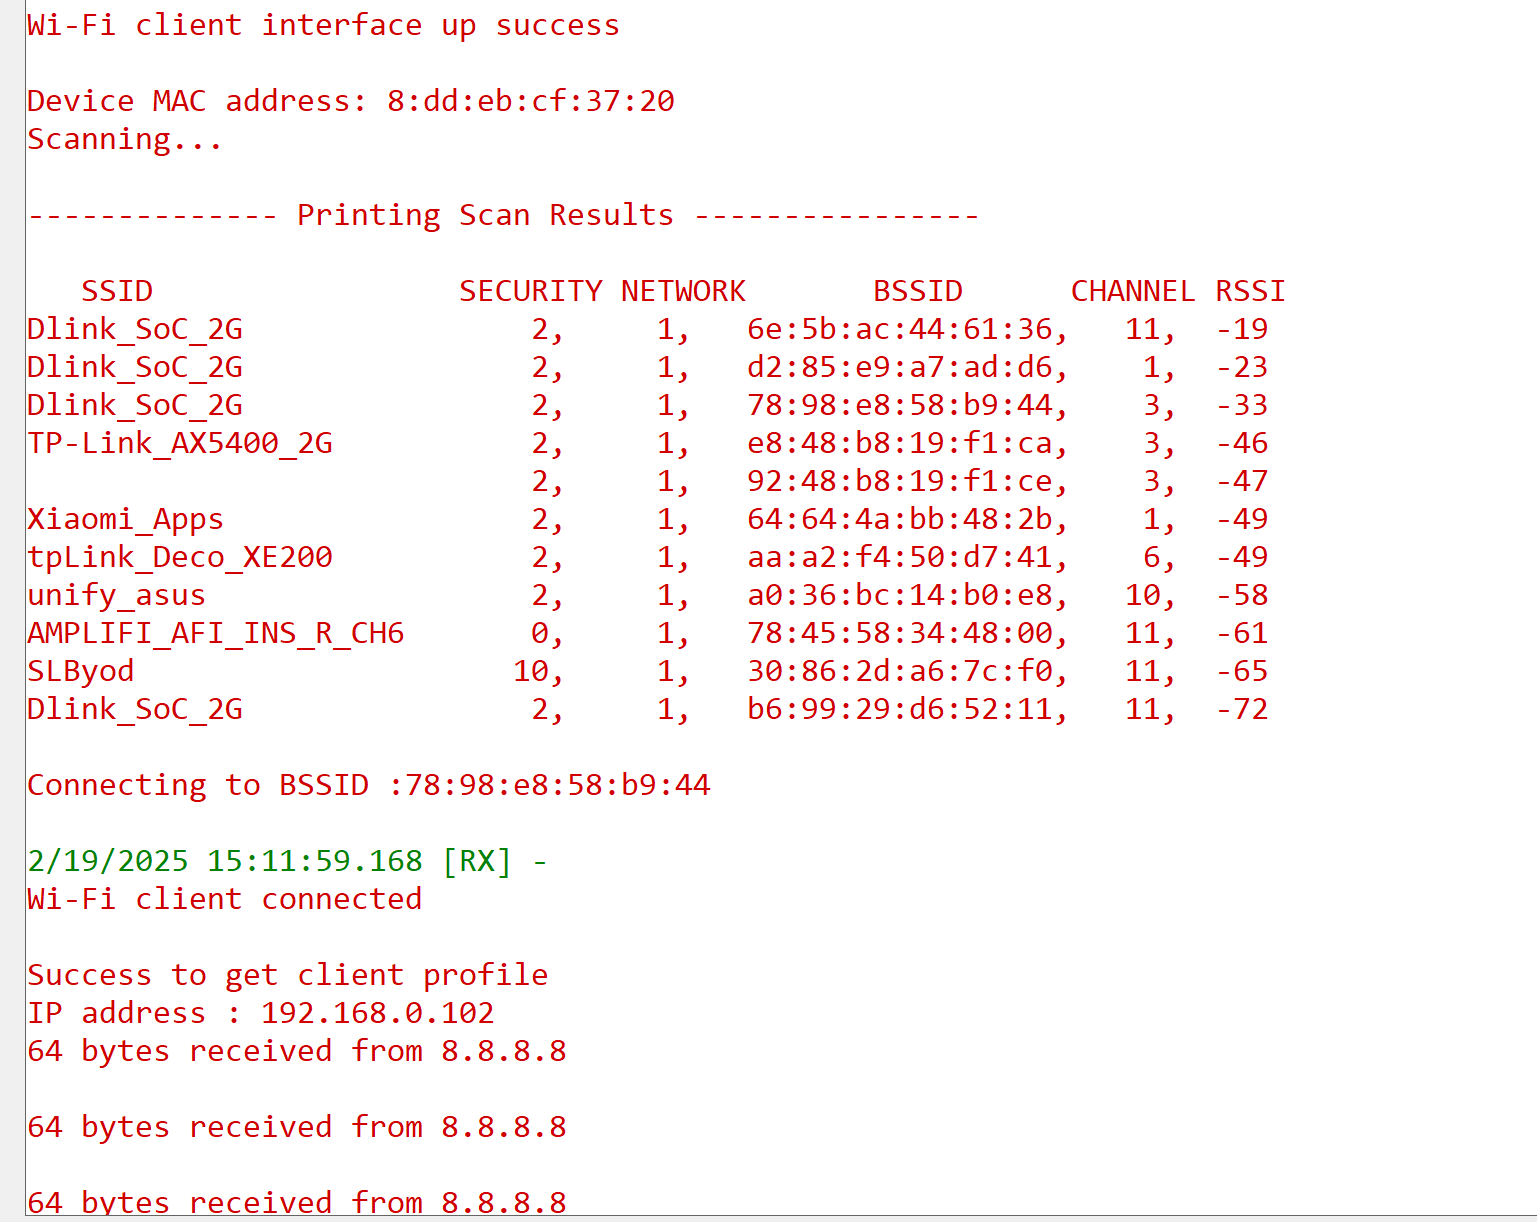 Wi-Fi client interface up success
Device MAC address: 8:dd:eb:cf:37:20
Scanning...
-------------- Printing Scan Results ----------------
SSID SECURITY NETWORK BSSID CHANNEL RSSI
Dlink_SoC_2G 2, 1, 6e:5b:ac:44:61:36, 11, -19
Dlink_SoC_2G 2, 1, d2:85:e9:a7:ad:d6, 1, -23
Dlink_SoC_2G 2, 1, 78:98:e8:58:b9:44, 3, -33
TP-Link_AX5400_2G 2, 1, e8:48:b8:19:f1:ca, 3, -46
2, 1, 92:48:b8:19:f1:ce, 3, -47
Xiaomi_Apps 2, 1, 64:64:4a:bb:48:2b, 1, -49
tpLink_Deco_XE200 2, 1, aa:a2:f4:50:d7:41, 6, -49
unify_asus 2, 1, a0:36:bc:14:b0:e8, 10, -58
AMPLIFI_AFI_INS_R_CH6 0, 1, 78:45:58:34:48:00, 11, -61
SLByod 10, 1, 30:86:2d:a6:7c:f0, 11, -65
Dlink_SoC_2G 2, 1, b6:99:29:d6:52:11, 11, -72
Connecting to BSSID :78:98:e8:58:b9:44
2/19/2025 15:11:59.168 [RX] -
Wi-Fi client connected
Success to get client profile
IP address : 192.168.0.102
64 bytes received from 8.8.8.8
64 bytes received from 8.8.8.8
64 bytes received from 8.8.8.8